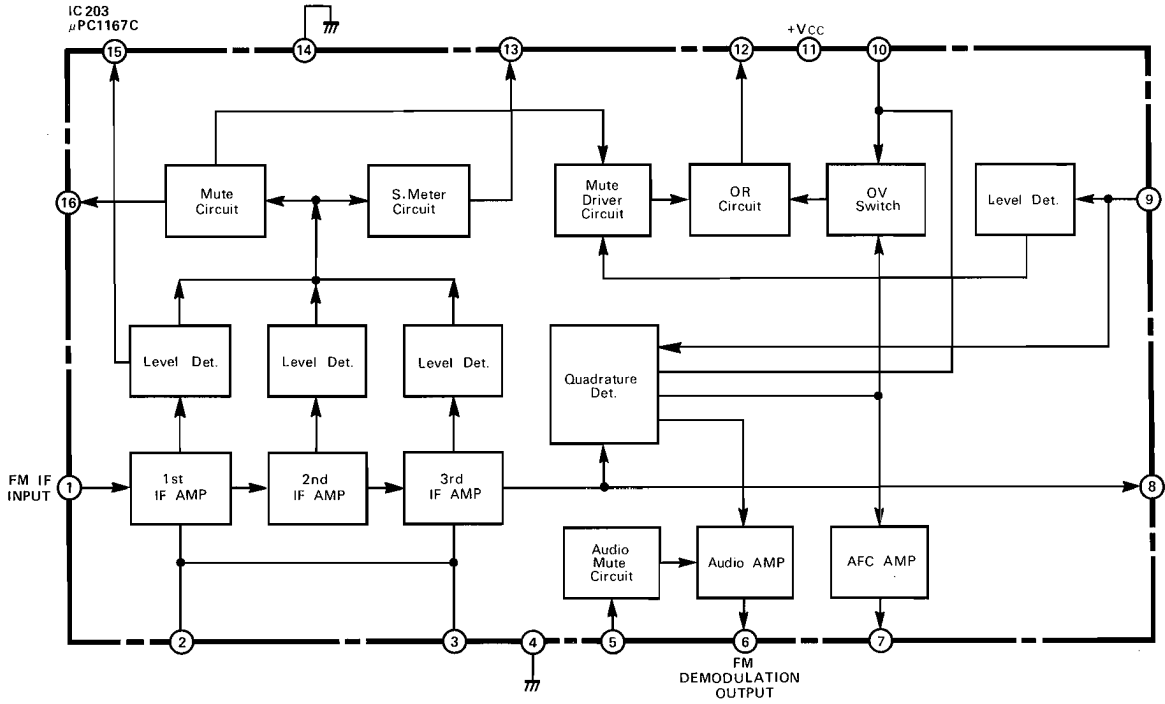 IC 203
μPC1167C
15
14
13
12
+VCC
11
10
16
Mute
Circuit
S.Meter
Circuit
Mute
Driver
Circuit
OR
Circuit
OV
Switch
Level Det.
9
Level Det.
Level Det.
Level Det.
Quadrature
Det.
FM IF
INPUT
1
1st
IF AMP
2nd
IF AMP
3rd
IF AMP
8
Audio
Mute
Circuit
Audio AMP
AFC AMP
2
3
4
5
6
7
FM
DEMODULATION
OUTPUT